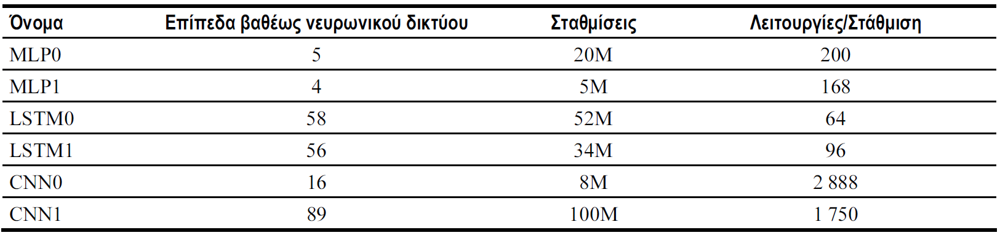 Όνομα Επίπεδα βαθέως νευρωνικού δικτύου Σταθμίσεις Λειτουργίες/Στάθμιση
MLP0 5 20M 200
MLP1 4 5M 168
LSTM0 58 52M 64
LSTM1 56 34M 96
CNN0 16 8M 2 888
CNN1 89 100M 1 750